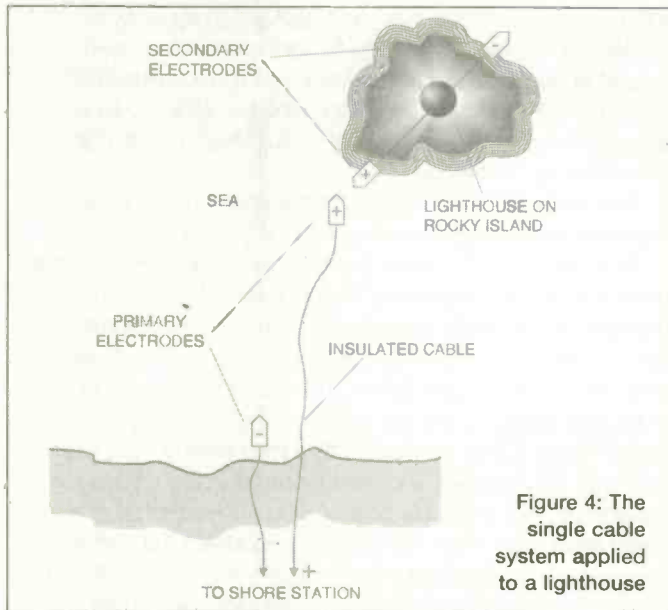 SECONDARY
ELECTRODES
-
+
SEA
+
LIGHTHOUSE ON
ROCKY ISLAND
PRIMARY
ELECTRODES
INSULATED CABLE
-
+
TO SHORE STATION
Figure 4: The
single cable
system applied
to a lighthouse